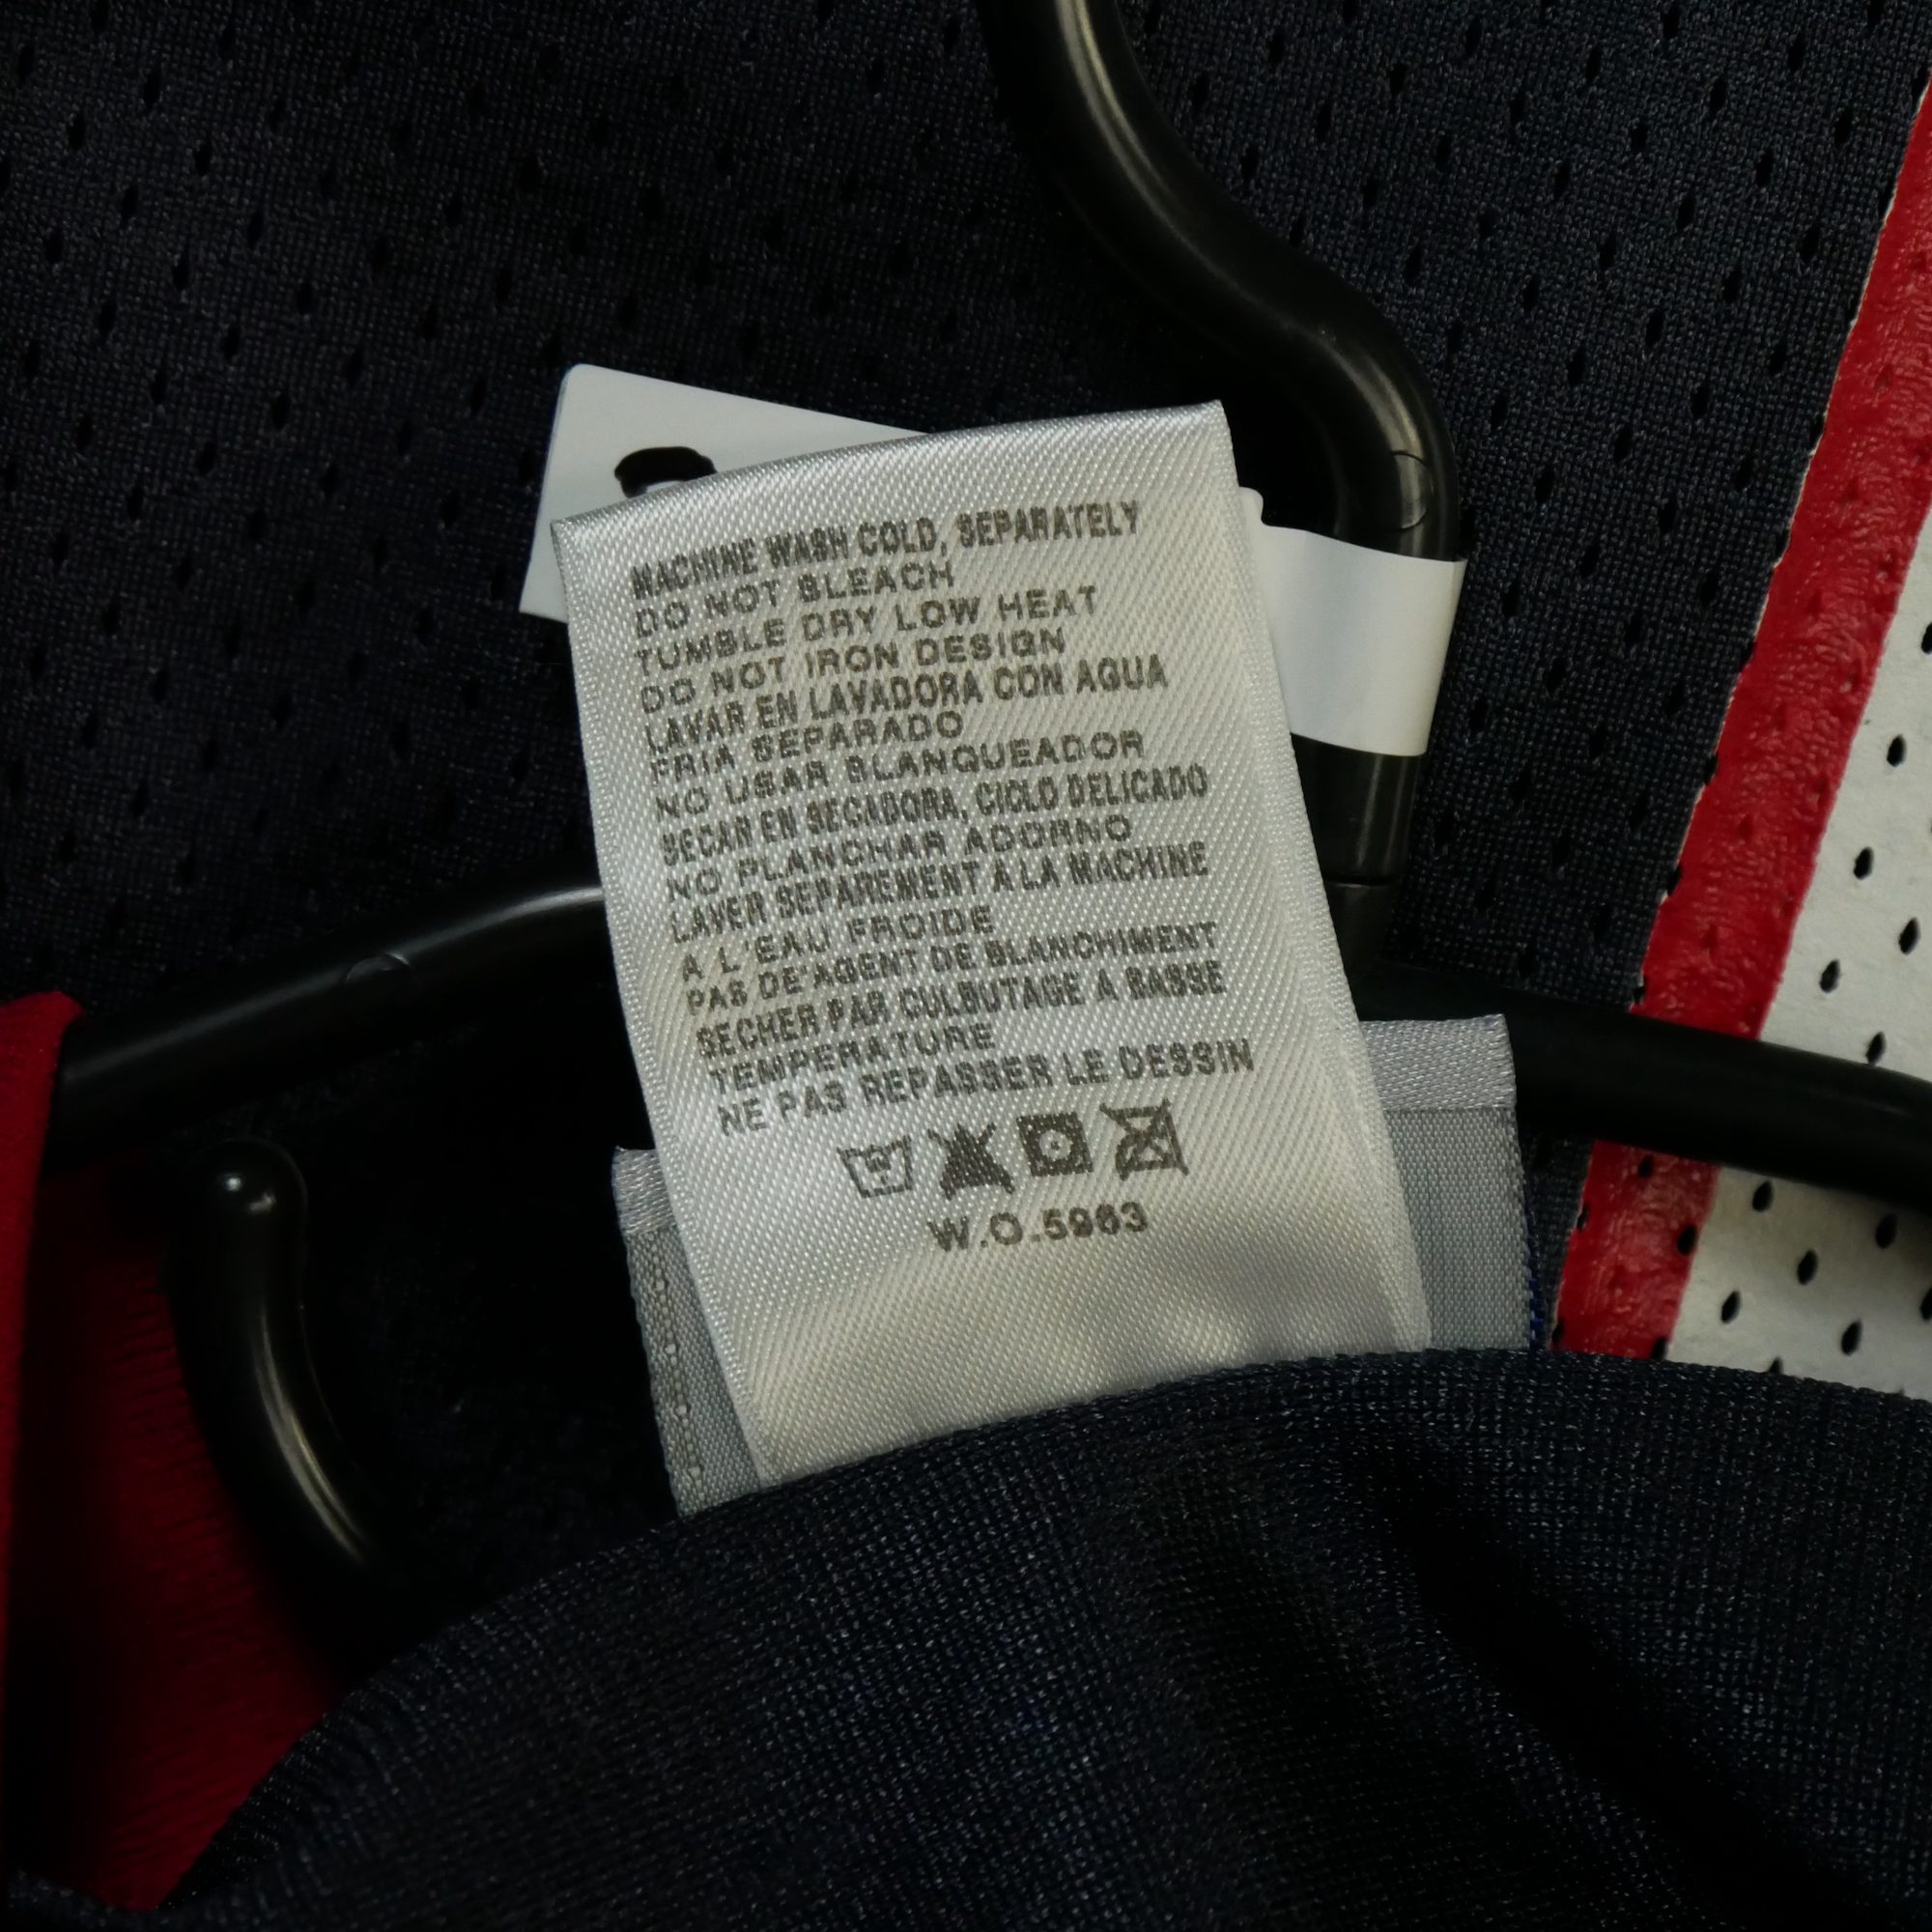 MACHINE WASH COLD, SEPARATELY
DO NOT BLEACH
TUMBLE DRY LOW HEAT
DO NOT IRON DESIGN
LAVAR EN LAVADORA CON AGUA
FRIA SEPARADO
NO USAR BLANQUEADOR
SECAR EN SECADORA, CICLO DELICADO
NO PLANCHAR ADORNO
LAVER SEPAREMENT A LA MACHINE
A L'EAU FROIDE
PAS DE'AGENT DE BLANCHIMENT
SECHER PAR CULBUTAGE A BASSE
TEMPERATURE
NE PAS REPASSER LE DESSIN
W.O.5963